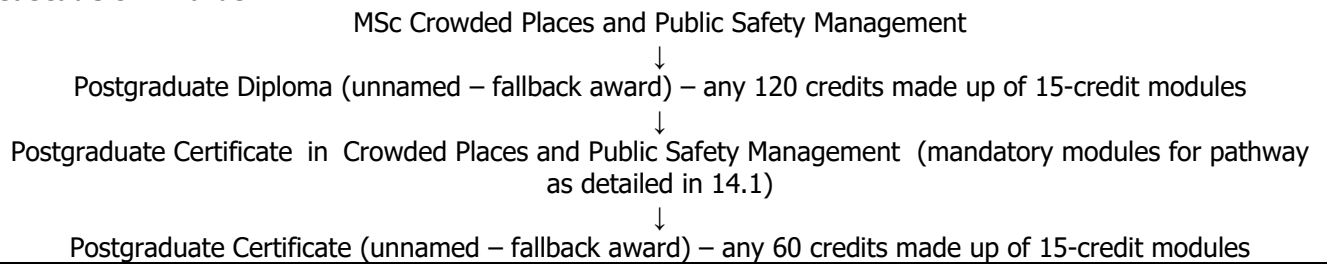 MSc Crowded Places and Public Safety Management
↓
Postgraduate Diploma (unnamed – fallback award) – any 120 credits made up of 15-credit modules
↓
Postgraduate Certificate in Crowded Places and Public Safety Management (mandatory modules for pathway
as detailed in 14.1)
↓
Postgraduate Certificate (unnamed – fallback award) – any 60 credits made up of 15-credit modules